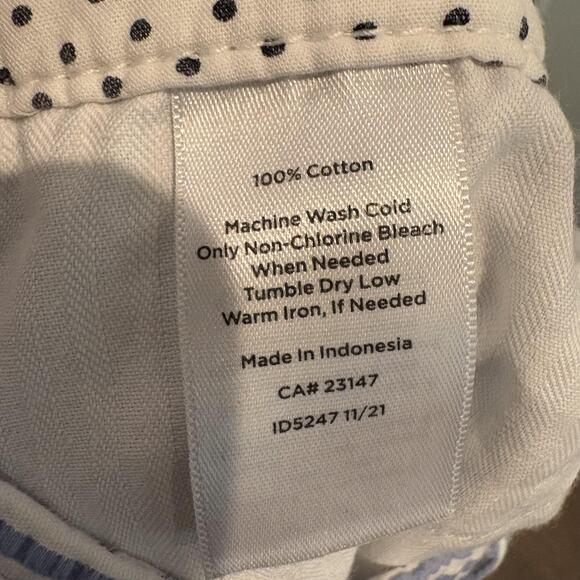 100% Cotton
Machine Wash Cold
Only Non-Chlorine Bleach
When Needed
Tumble Dry Low
Warm Iron, If Needed
Made In Indonesia
CA# 23147
ID5247 11/21